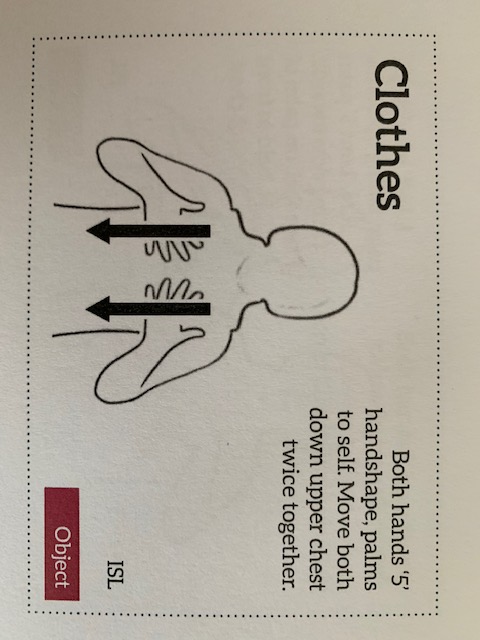 Clothes
Both hands ‘5’
handshape, palms
to self. Move both
down upper chest
twice together.
ISL
Object